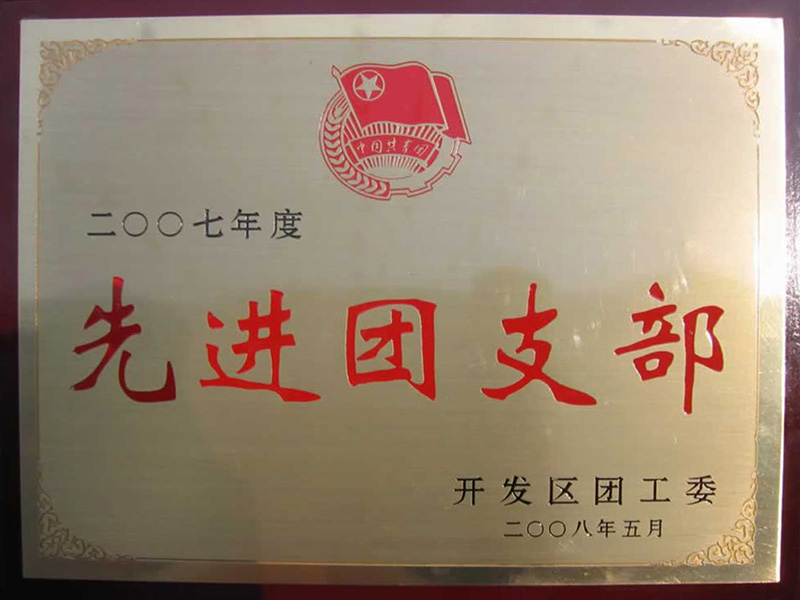 中国共青团
二〇〇七年度
先进团支部
开发区团工委
二〇〇八年五月